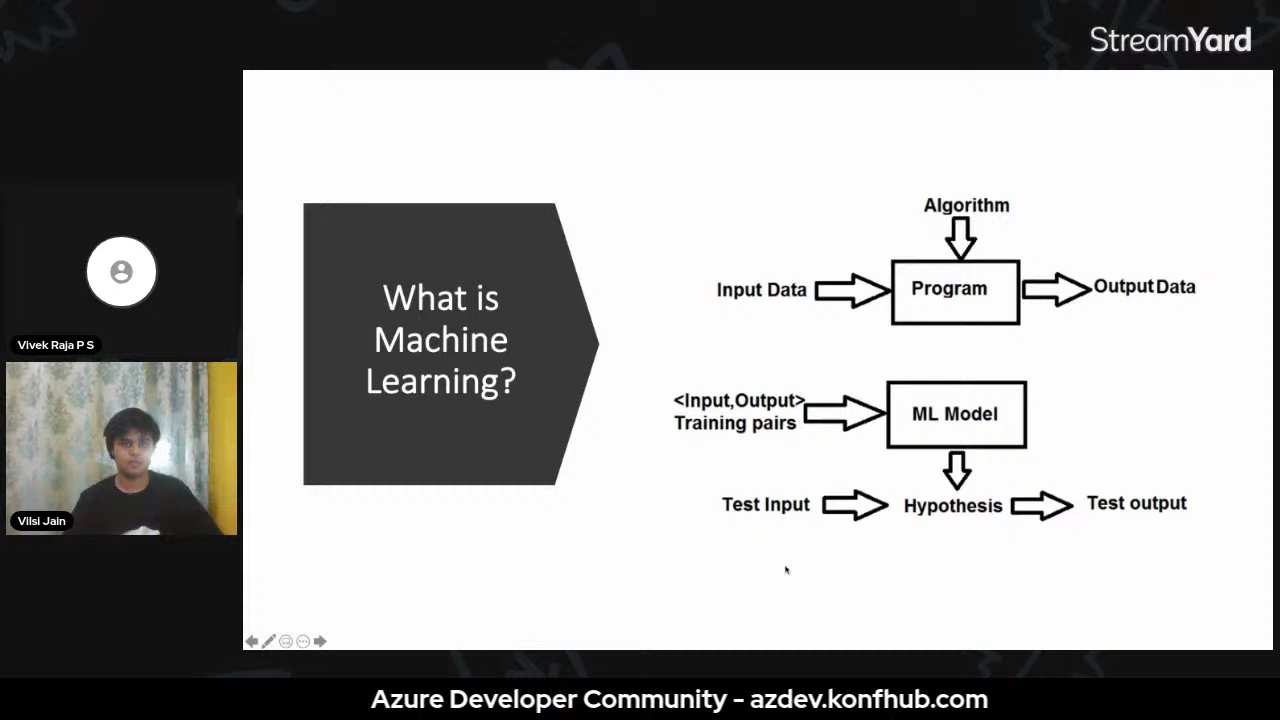 StreamYard
What is
Machine
Learning?
Algorithm
Input Data
Program
Output Data
<Input,Output>
Training pairs
ML Model
Test Input
Hypothesis
Test output
Vivek Raja P S
Vilsi Jain
Azure Developer Community - azdev.konfhub.com